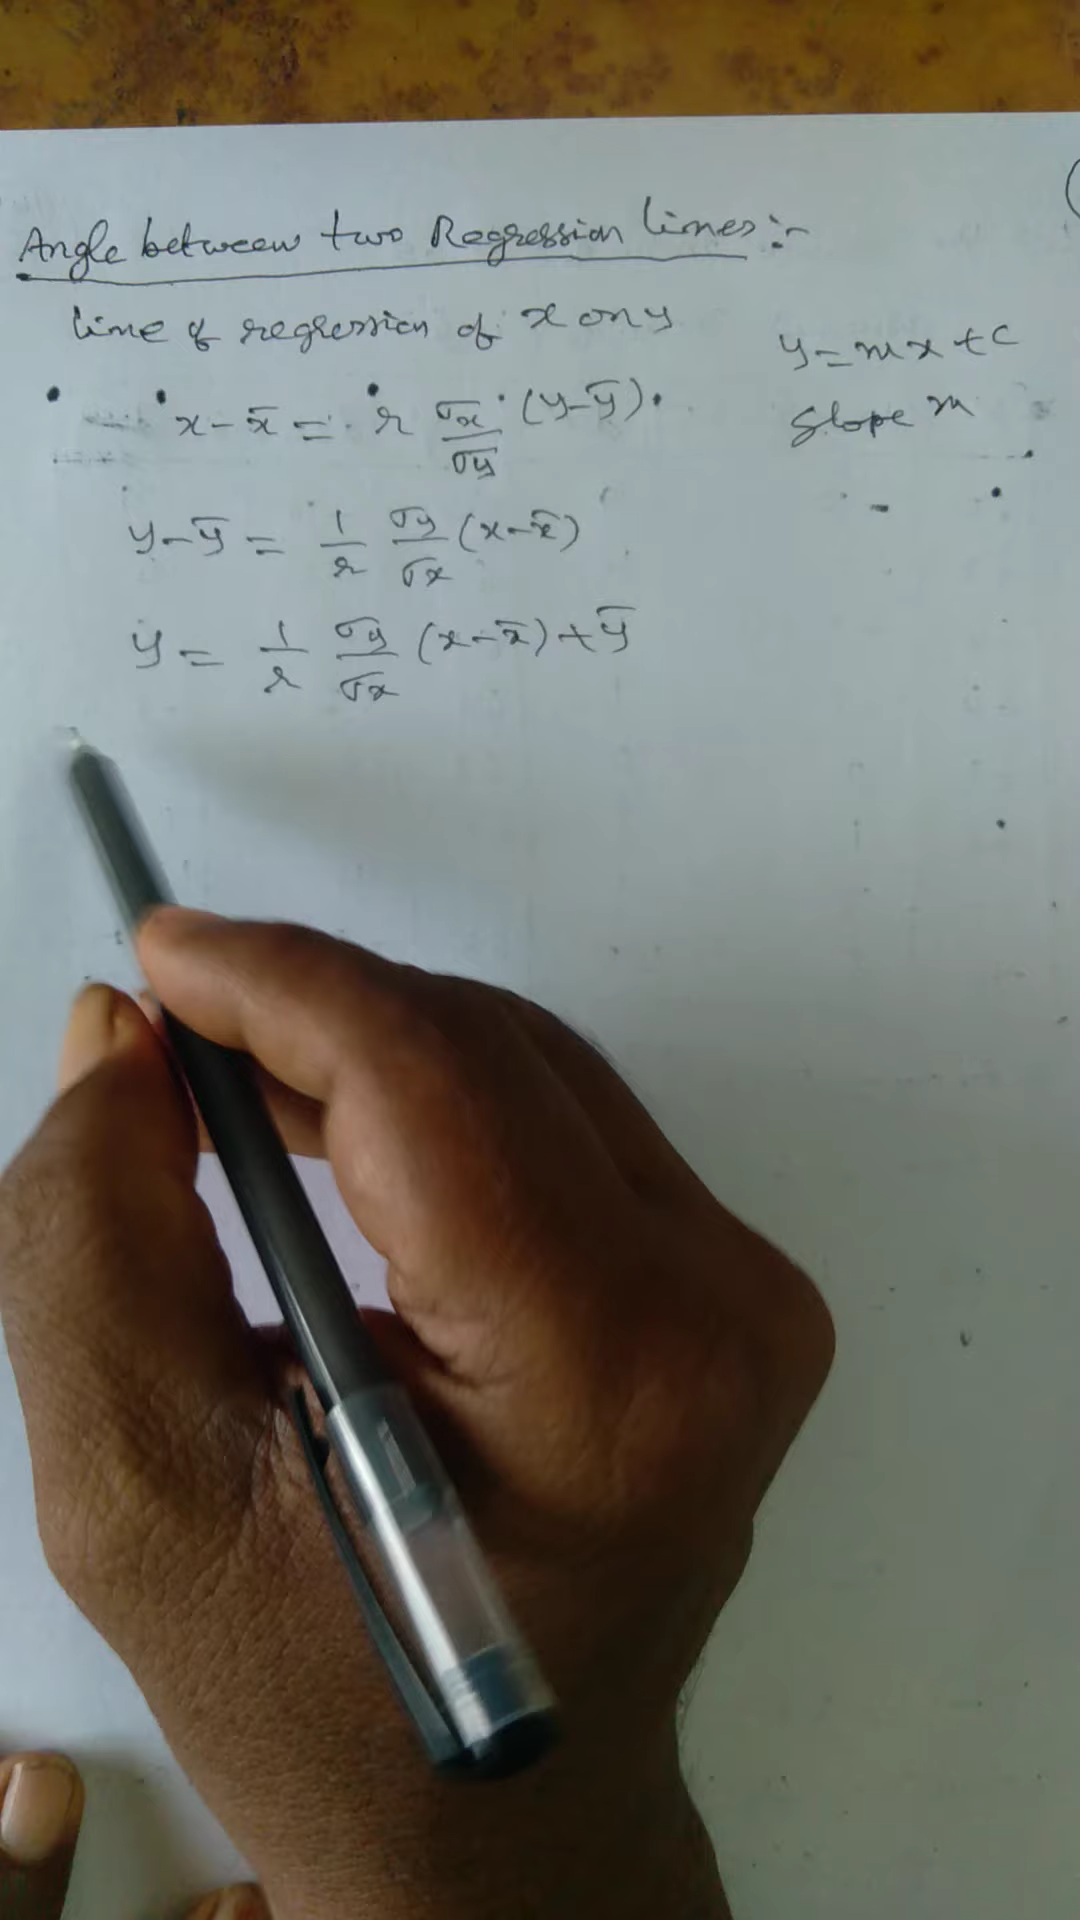 Angle between two Regression lines:-
line of regression of x on y
y = mx + c
x - x̄ = r σx/σy (y - ȳ).
slope m
y - ȳ = 1/r σy/σx (x - x̄)
y = 1/r σy/σx (x - x̄) + ȳ